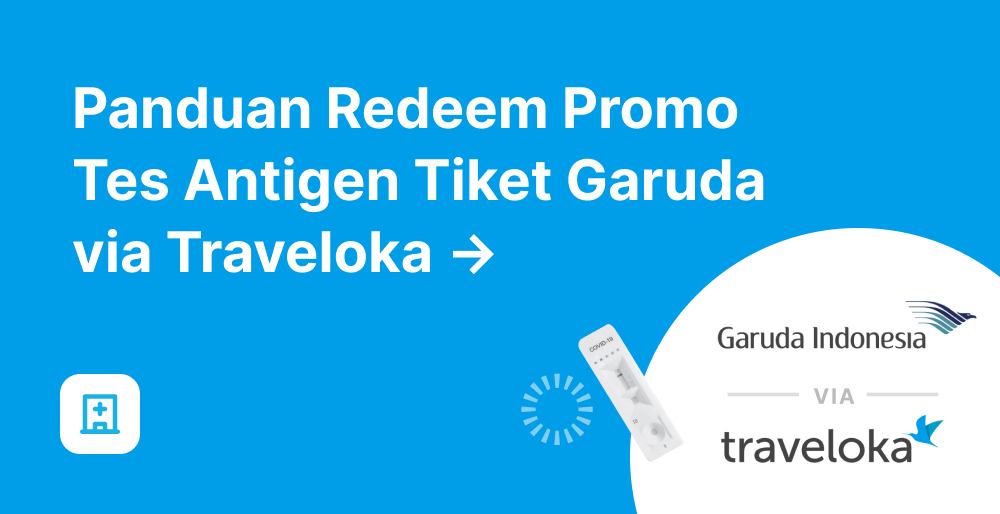 Panduan Redeem Promo
Tes Antigen Tiket Garuda
via Traveloka →
COVID-19
Garuda Indonesia
VIA
traveloka